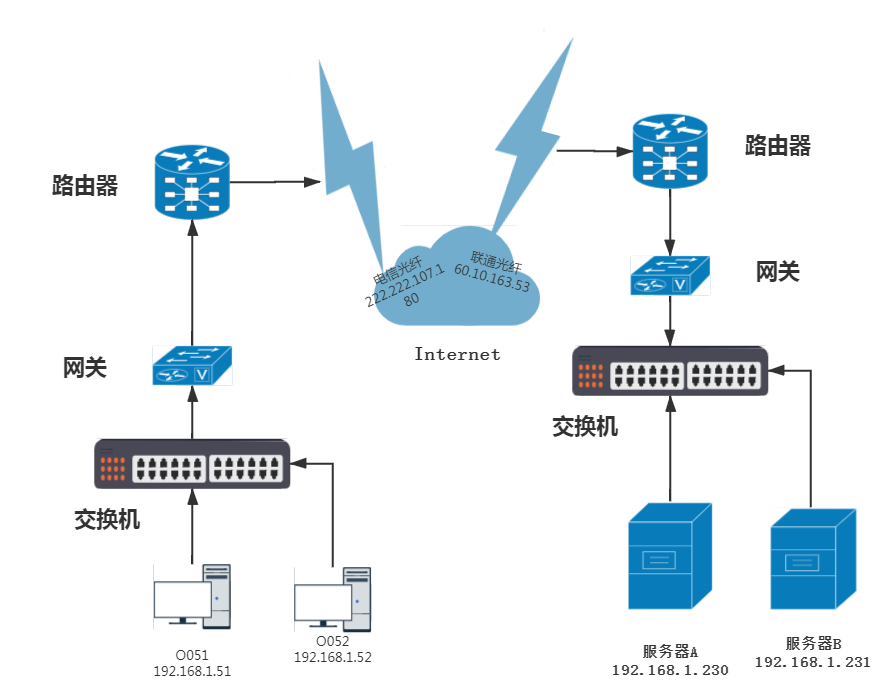 路由器
路由器
电信光纤
222.222.107.1
80
联通光纤
60.10.163.53
网关
Internet
网关
V
V
交换机
交换机
O051
192.168.1.51
O052
192.168.1.52
服务器A
192.168.1.230
服务器B
192.168.1.231